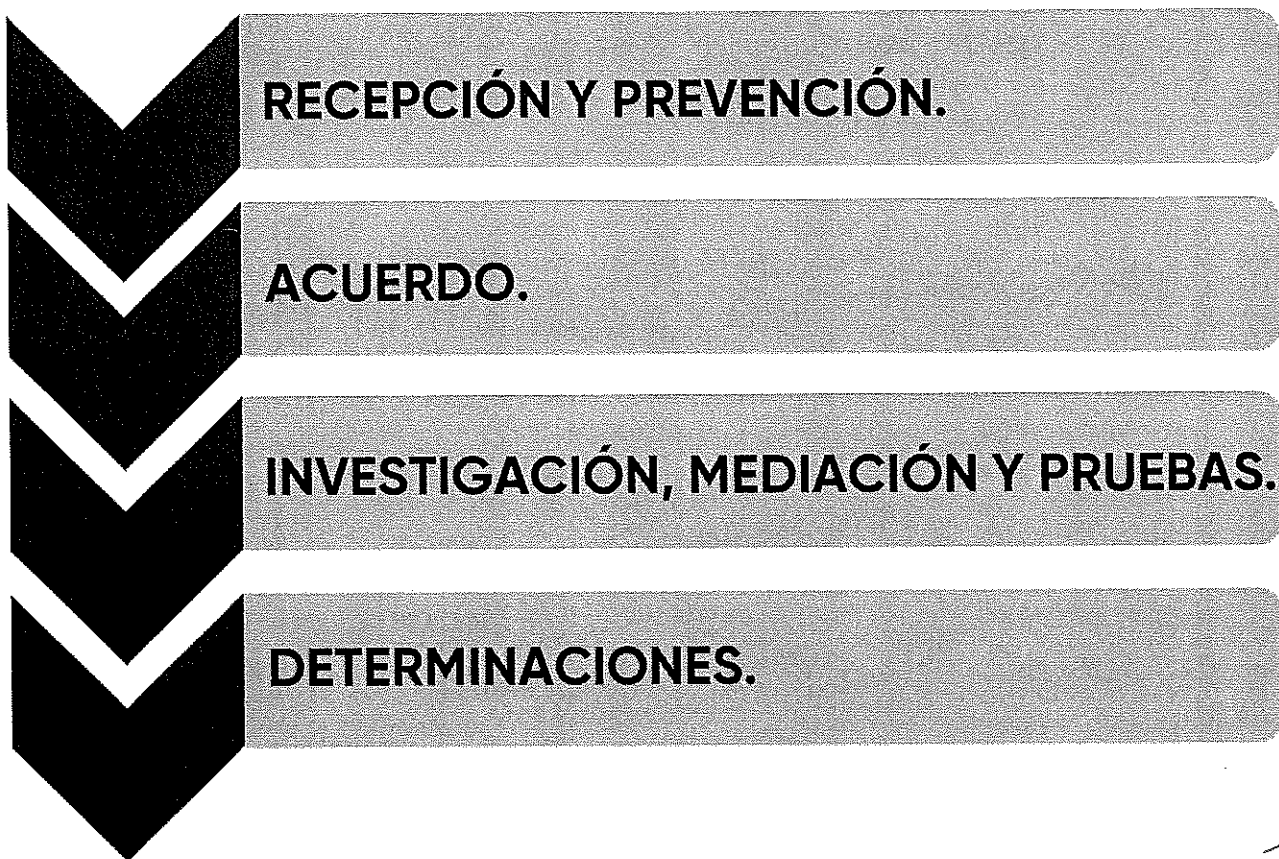 RECEPCIÓN Y PREVENCIÓN.
ACUERDO.
INVESTIGACIÓN, MEDIACIÓN Y PRUEBAS.
DETERMINACIONES.